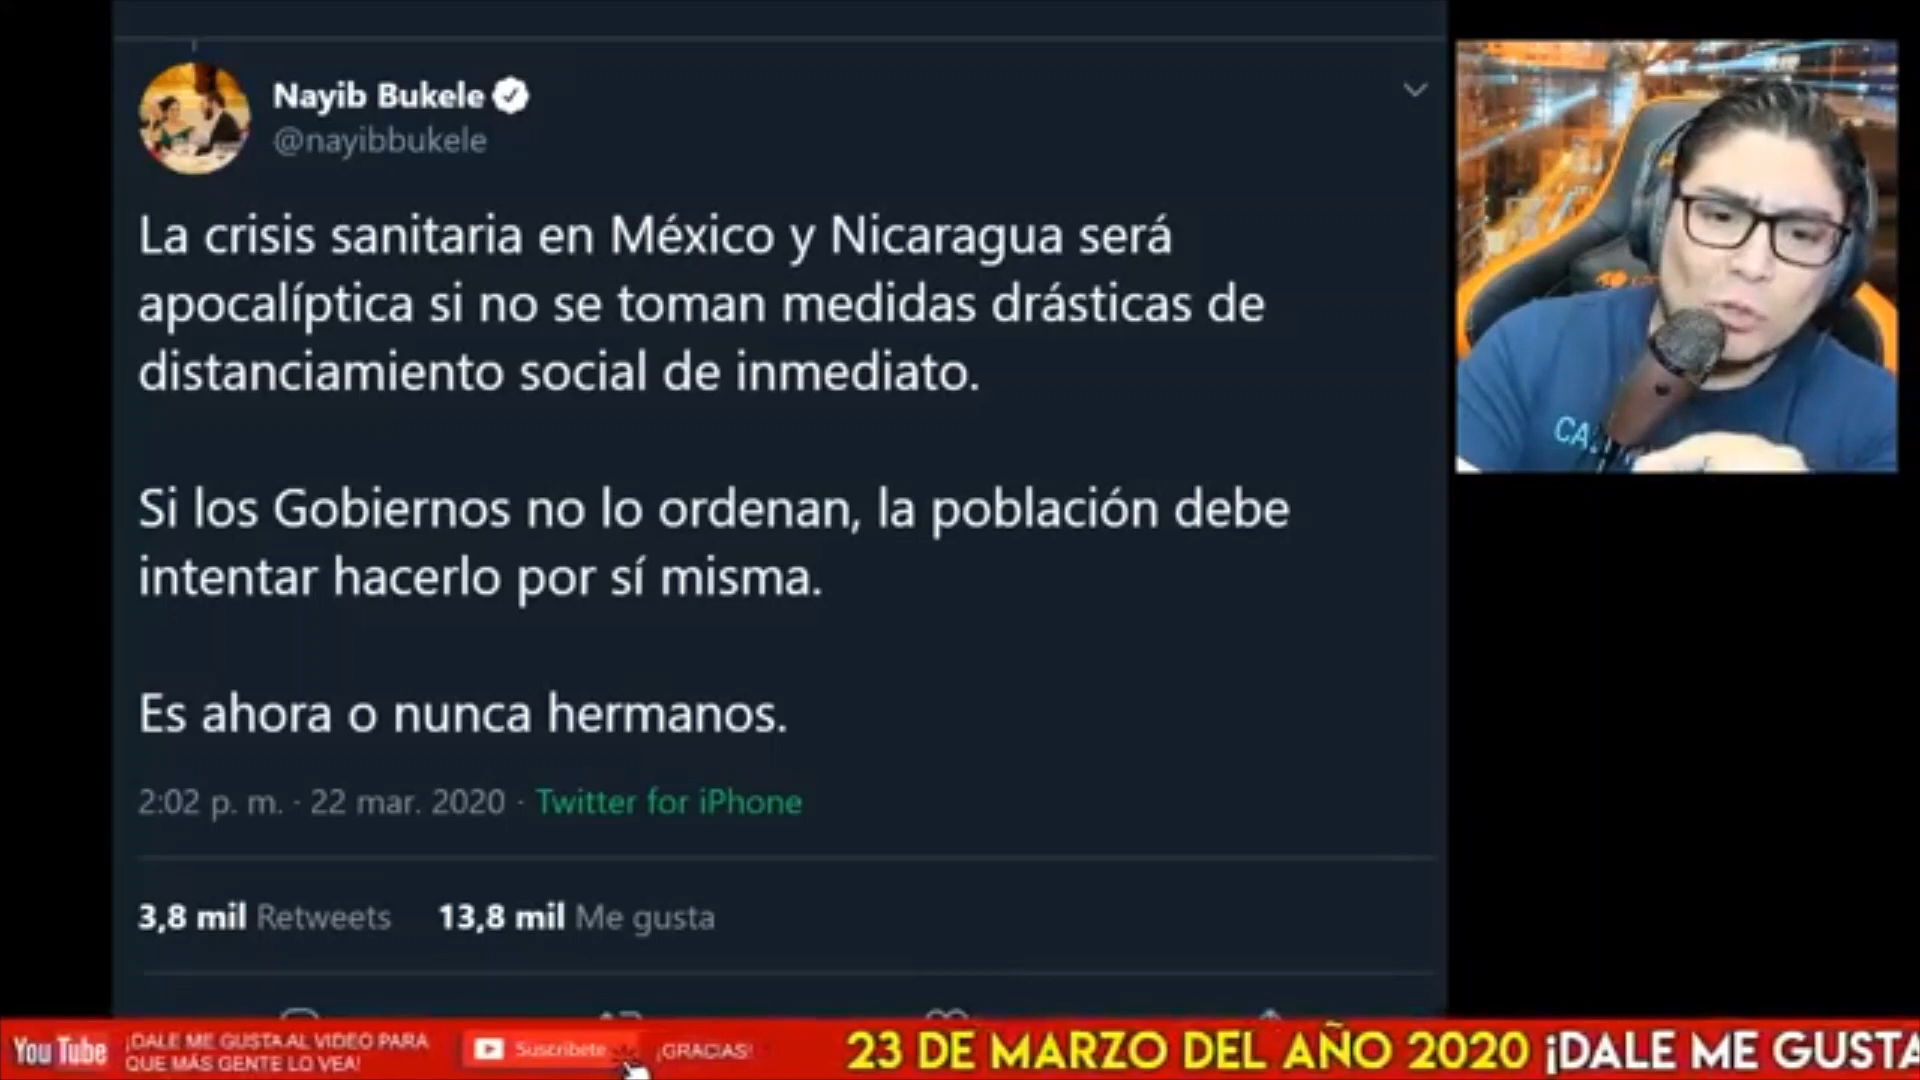 Nayib Bukele
@nayibbukele
La crisis sanitaria en México y Nicaragua será
apocalíptica si no se toman medidas drásticas de
distanciamiento social de inmediato.
Si los Gobiernos no lo ordenan, la población debe
intentar hacerlo por sí misma.
Es ahora o nunca hermanos.
2:02 p. m. · 22 mar. 2020 · Twitter for iPhone
3,8 mil Retweets 13,8 mil Me gusta
YouTube
¡DALE ME GUSTA AL VIDEO PARA
QUE MÁS GENTE LO VEA!
Suscribete
¡GRACIAS!
23 DE MARZO DEL AÑO 2020 ¡DALE ME GUSTA